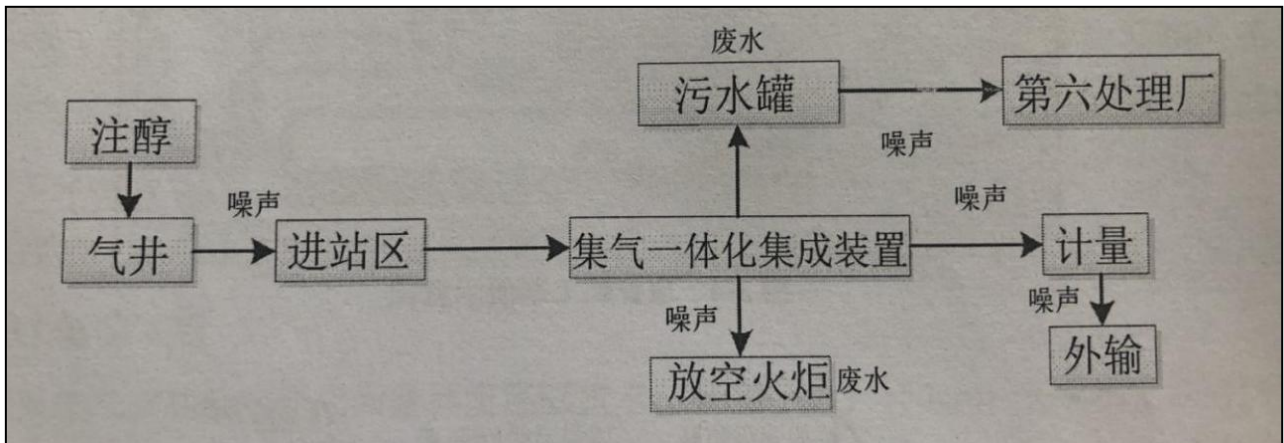 废水
污水罐
第六处理厂
注醇
噪声
噪声
噪声
气井
进站区
集气一体化集成装置
计量
噪声
噪声
外输
放空火炬
废水